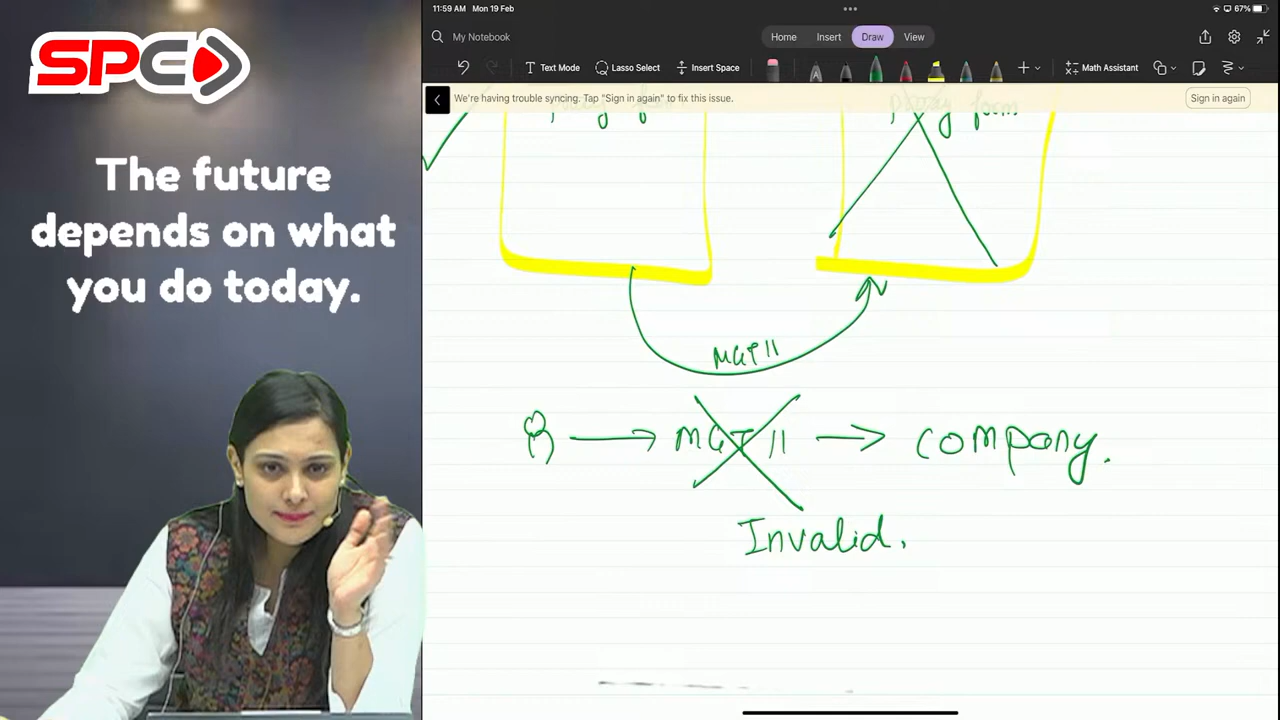 SPC
The future
depends on what
you do today.
11:59 AM Mon 19 Feb
67%
My Notebook
Home Insert Draw View
Text Mode Lasso Select Insert Space Math Assistant
We're having trouble syncing. Tap "Sign in again" to fix this issue. Sign in again
form
MGT 11
MGT 11 → company.
Invalid.